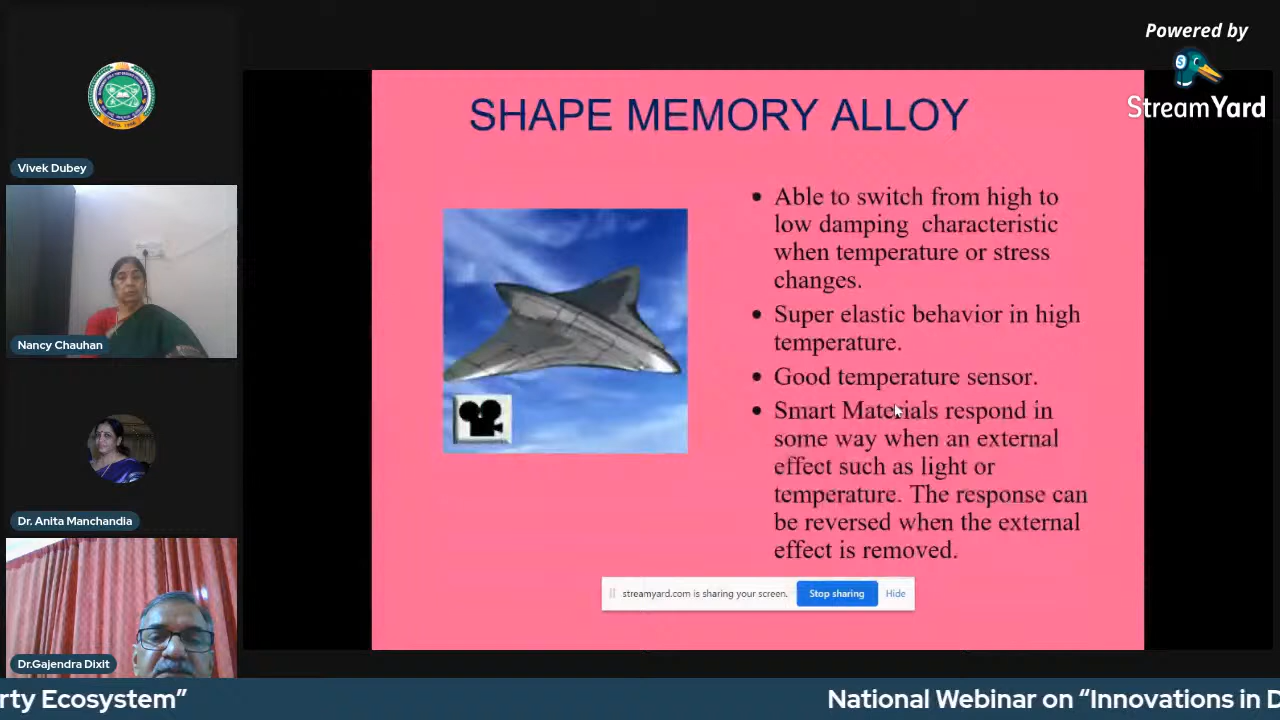 Powered by
StreamYard
Vivek Dubey
Nancy Chauhan
Dr. Anita Manchandia
Dr.Gajendra Dixit
SHAPE MEMORY ALLOY
• Able to switch from high to
low damping characteristic
when temperature or stress
changes.
• Super elastic behavior in high
temperature.
• Good temperature sensor.
• Smart Materials respond in
some way when an external
effect such as light or
temperature. The response can
be reversed when the external
effect is removed.
streamyard.com is sharing your screen. Stop sharing Hide
rty Ecosystem” National Webinar on “Innovations in D